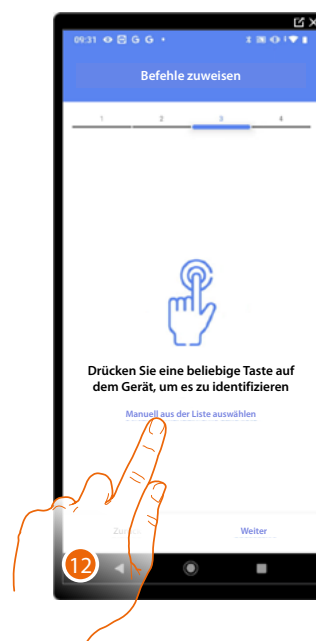 09:31 G G
Befehle zuweisen
1 2 3 4
Drücken Sie eine beliebige Taste auf
dem Gerät, um es zu identifizieren
Manuell aus der Liste auswählen
Weiter
12